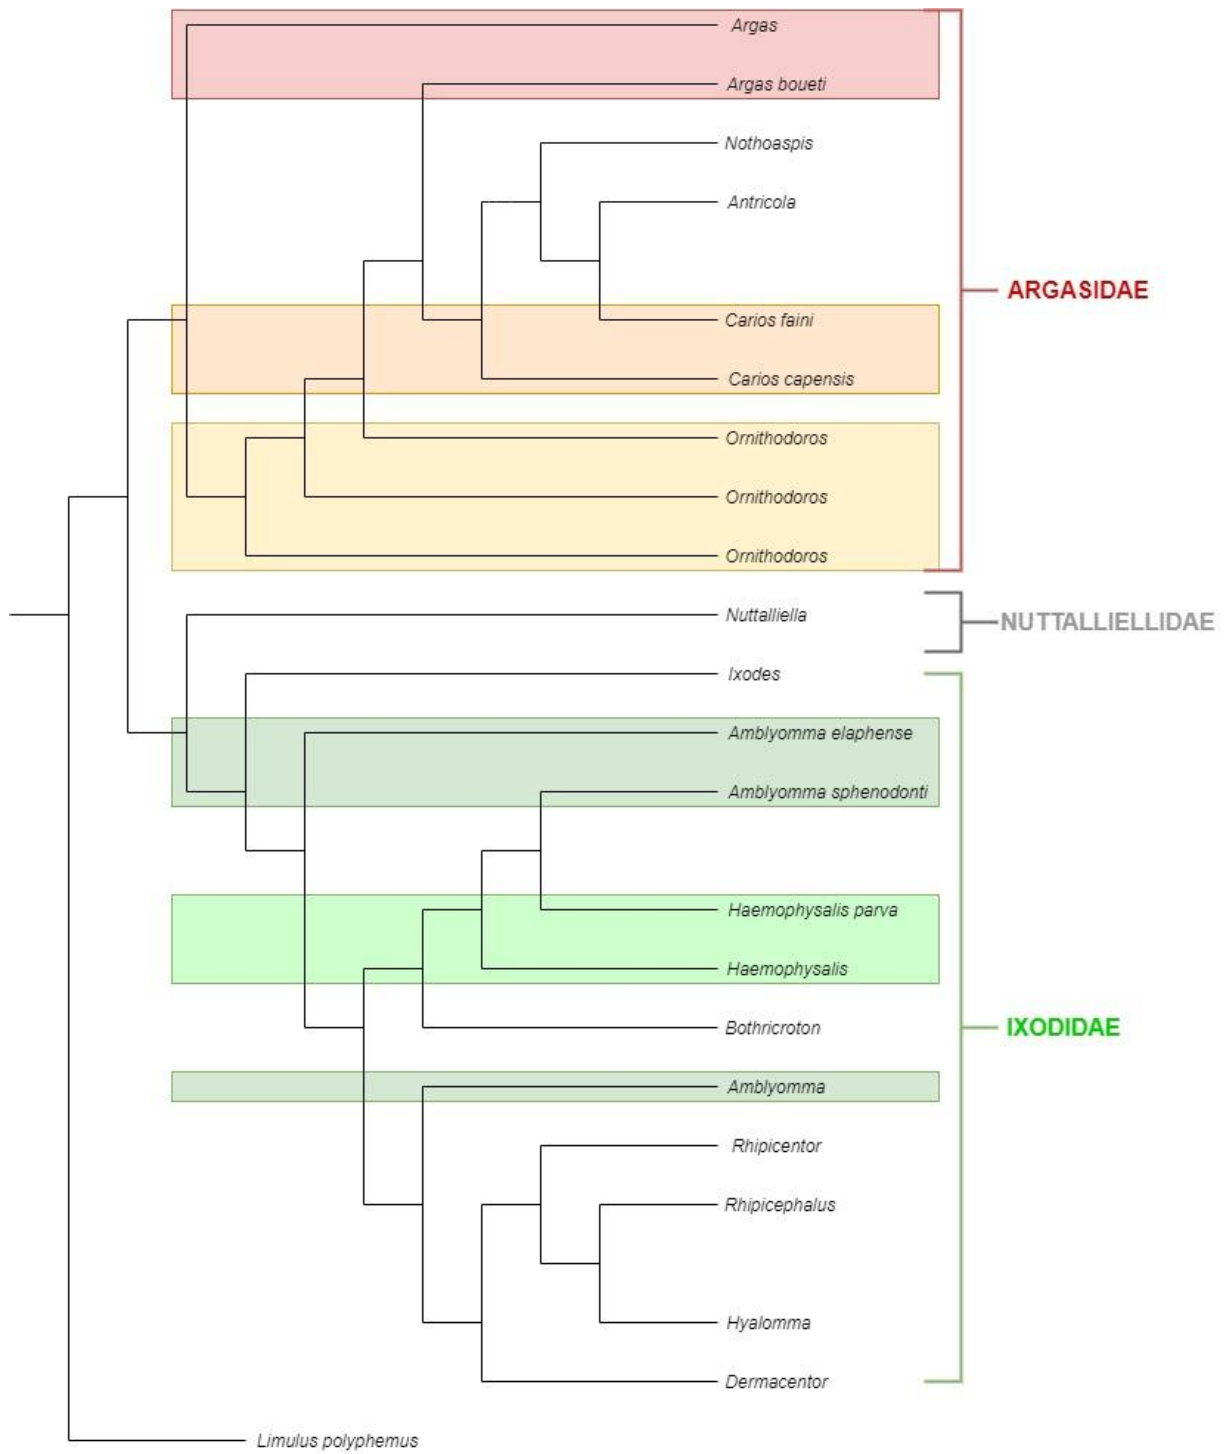 Argas
Argas boueti
Nothoaspis
Antricola
ARGASIDAE
Carios faini
Carios capensis
Ornithodoros
Ornithodoros
Ornithodoros
Nuttalliella
NUTTALLIELLIDAE
Ixodes
Amblyomma elaphense
Amblyomma sphenodonti
Haemophysalis parva
Haemophysalis
Bothricroton
IXODIDAE
Amblyomma
Rhipicentor
Rhipicephalus
Hyalomma
Dermacentor
Limulus polyphemus